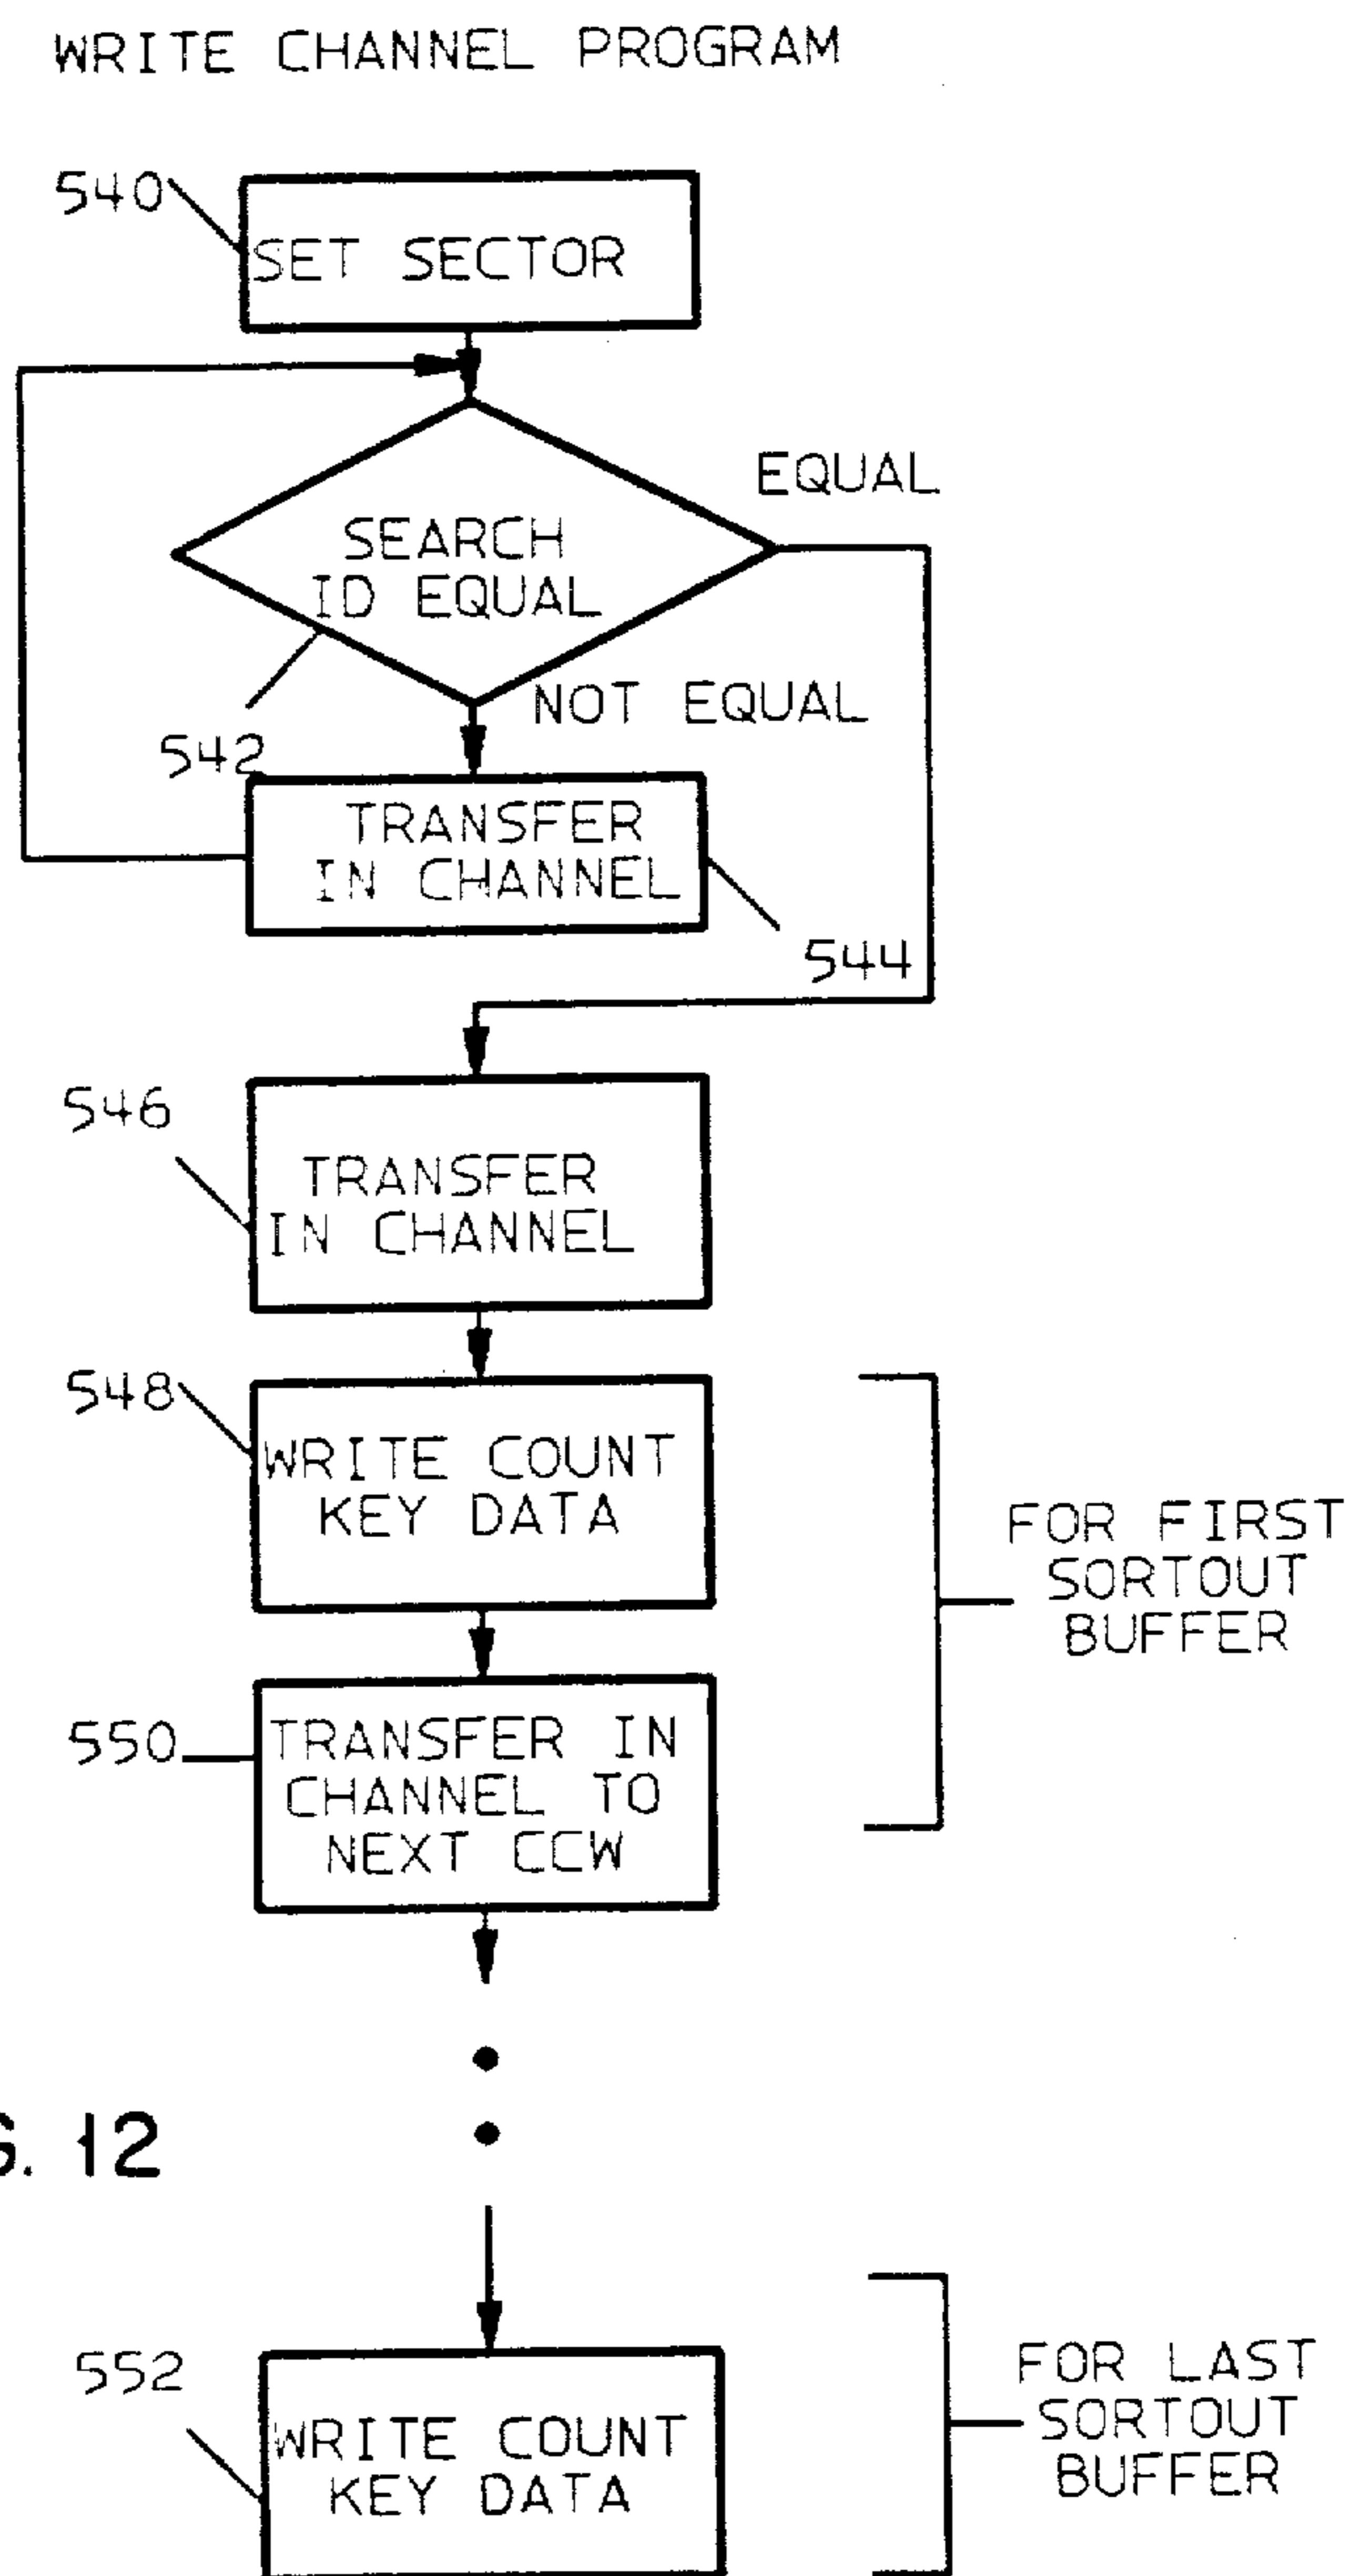 WRITE CHANNEL PROGRAM
540
SET SECTOR
EQUAL
SEARCH
ID EQUAL
NOT EQUAL
542
TRANSFER
IN CHANNEL
544
546
TRANSFER
IN CHANNEL
548
WRITE COUNT
KEY DATA
FOR FIRST
SORTOUT
BUFFER
550
TRANSFER IN
CHANNEL TO
NEXT CCW
G. 12
552
WRITE COUNT
KEY DATA
FOR LAST
SORTOUT
BUFFER